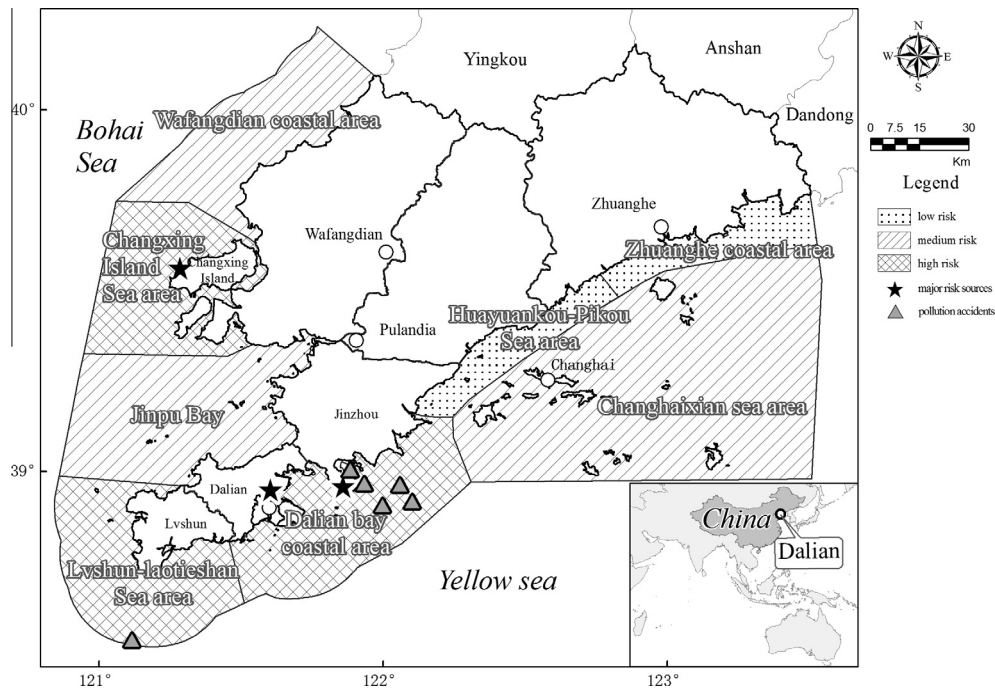 Yingkou
Anshan
Dandong
N
W
E
S
0 7.5 15 30
Km
Legend
low risk
medium risk
high risk
major risk sources
pollution accidents
40°
39°
121°
122°
123°
Bohai
Sea
Wafangdian coastal area
Zhuanghe
Wafangdian
Zhuanghe coastal area
Changxing
Island
Sea area
Changxing
Island
Huayuankou-Pikou
Sea area
Pulandia
Changhai
Changhaixian sea area
Jinpu Bay
Jinzhou
Dalian
Lvshun
Dalian bay
coastal area
Lvshun-laotieshan
Sea area
Yellow sea
China
Dalian